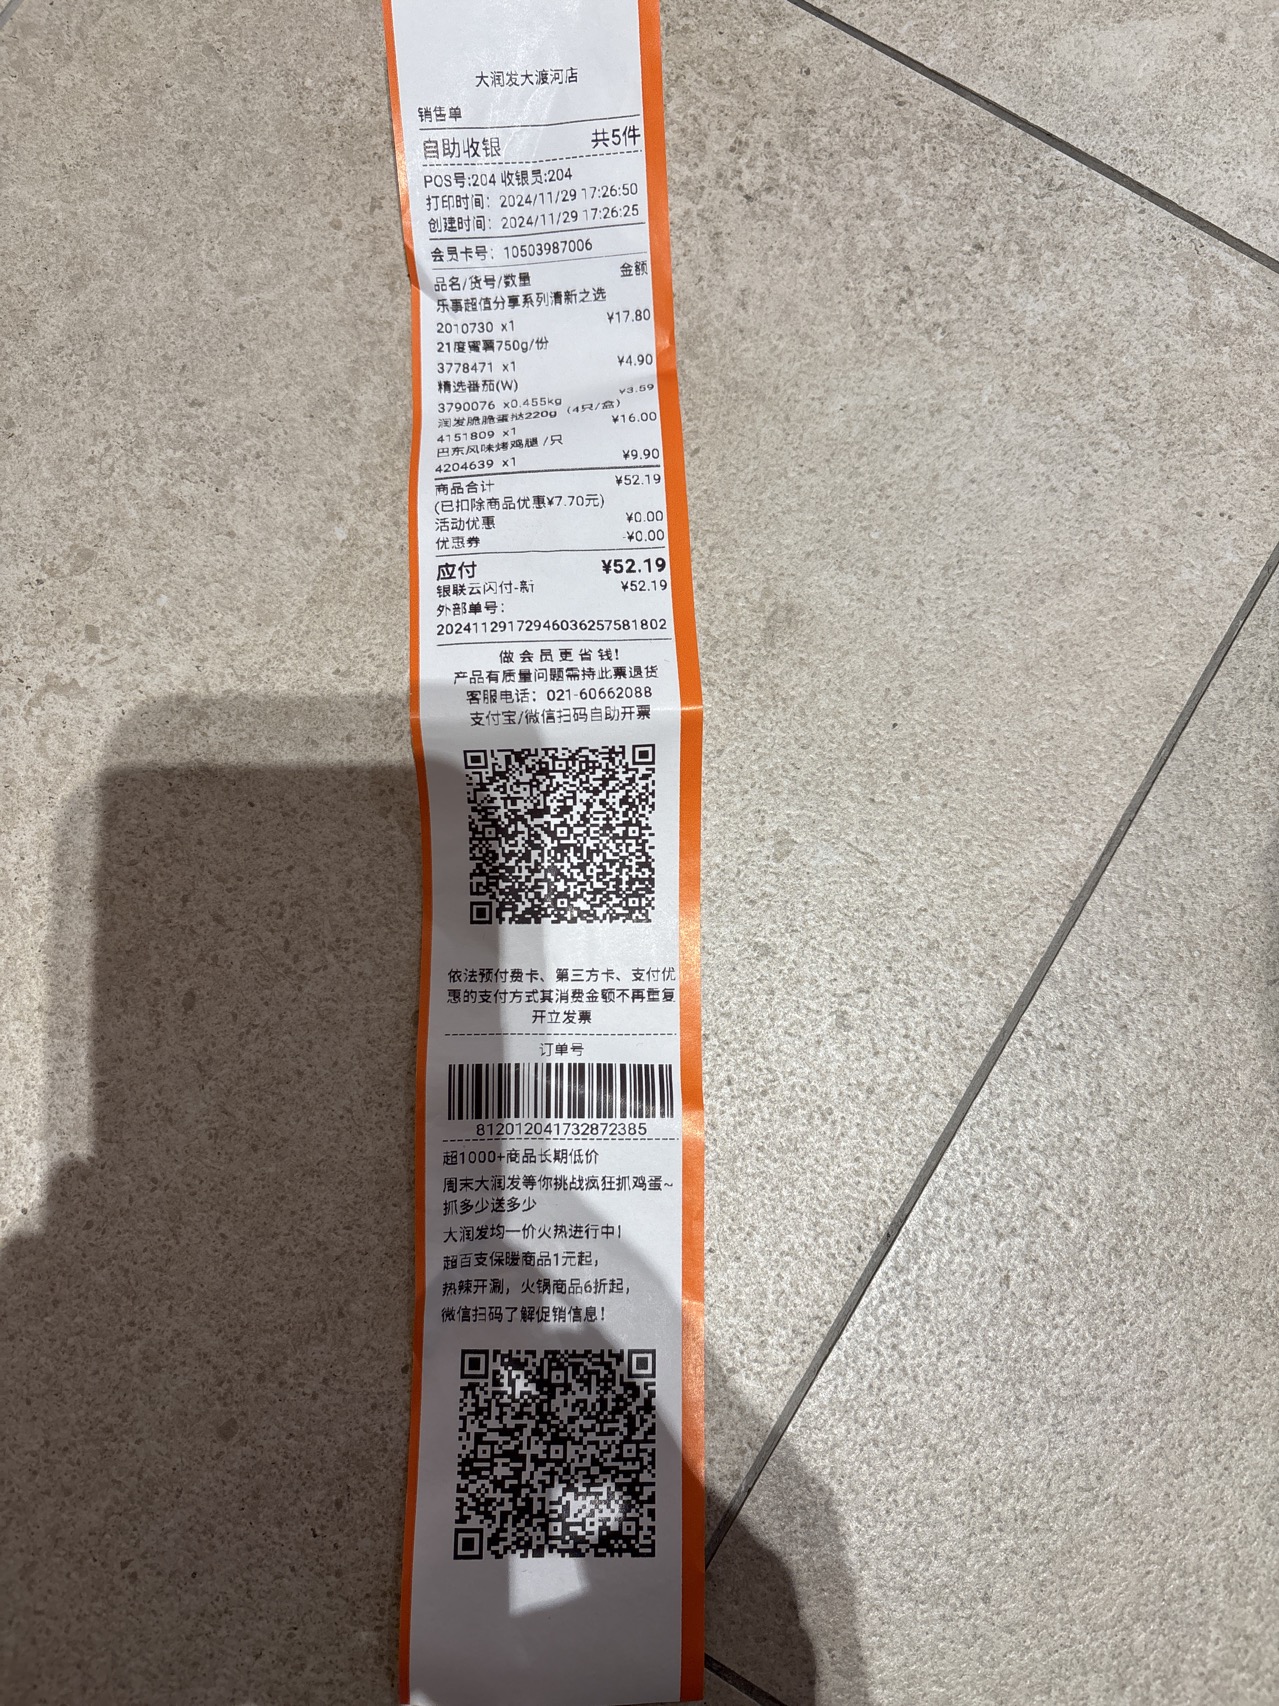 大润发大渡河店
销售单
自助收银 共5件
POS号:204 收银员:204
打印时间: 2024/11/29 17:26:50
创建时间: 2024/11/29 17:26:25
会员卡号: 10503987006
品名/货号/数量 金额
乐事超值分享系列清新之选
2010730 x1 ¥17.80
21度蜜薯750g/份
3778471 x1 ¥4.90
精选番茄(W)
3790076 x0.455kg ¥3.59
润发脆脆蛋挞220g (4只/盒)
4151809 x1 ¥16.00
巴东风味烤鸡腿 /只
4204639 x1 ¥9.90
商品合计 ¥52.19
(已扣除商品优惠¥7.70元)
活动优惠 ¥0.00
优惠券 -¥0.00
应付 ¥52.19
银联云闪付-新 ¥52.19
外部单号:
2024112917294603625758​1802
做会员更省钱!
产品有质量问题需持此票退货
客服电话: 021-60662088
支付宝/微信扫码自助开票
依法预付费卡、第三方卡、支付优
惠的支付方式其消费金额不再重复
开立发票
订单号
812012041732872385
超1000+商品长期低价
周末大润发等你挑战疯狂抓鸡蛋~
抓多少送多少
大润发均一价火热进行中!
超百支保暖商品1元起,
热辣开涮, 火锅商品6折起,
微信扫码了解促销信息!